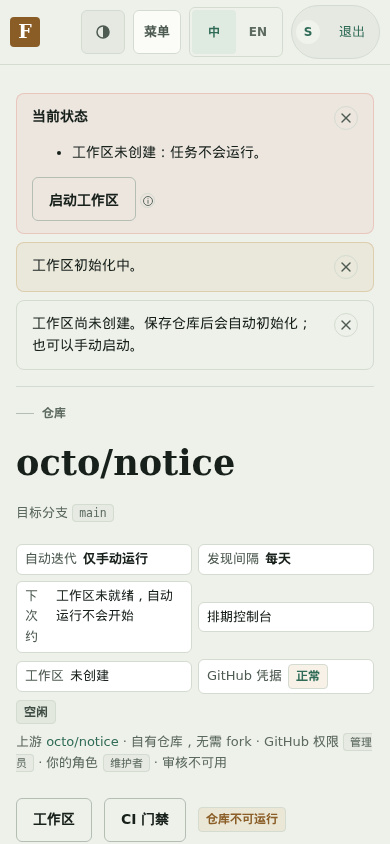 F 菜单 中 EN S 退出
当前状态
工作区未创建：任务不会运行。
启动工作区
工作区初始化中。
工作区尚未创建。保存仓库后会自动初始化；
也可以手动启动。
仓库
octo/notice
目标分支 main
自动迭代 仅手动运行
发现间隔 每天
下次约 工作区未就绪，自动
运行不会开始
排期控制台
工作区 未创建
GitHub 凭据 正常
空闲
上游 octo/notice · 自有仓库，无需 fork · GitHub 权限 管理
员 · 你的角色 维护者 · 审核不可用
工作区 CI 门禁 仓库不可运行